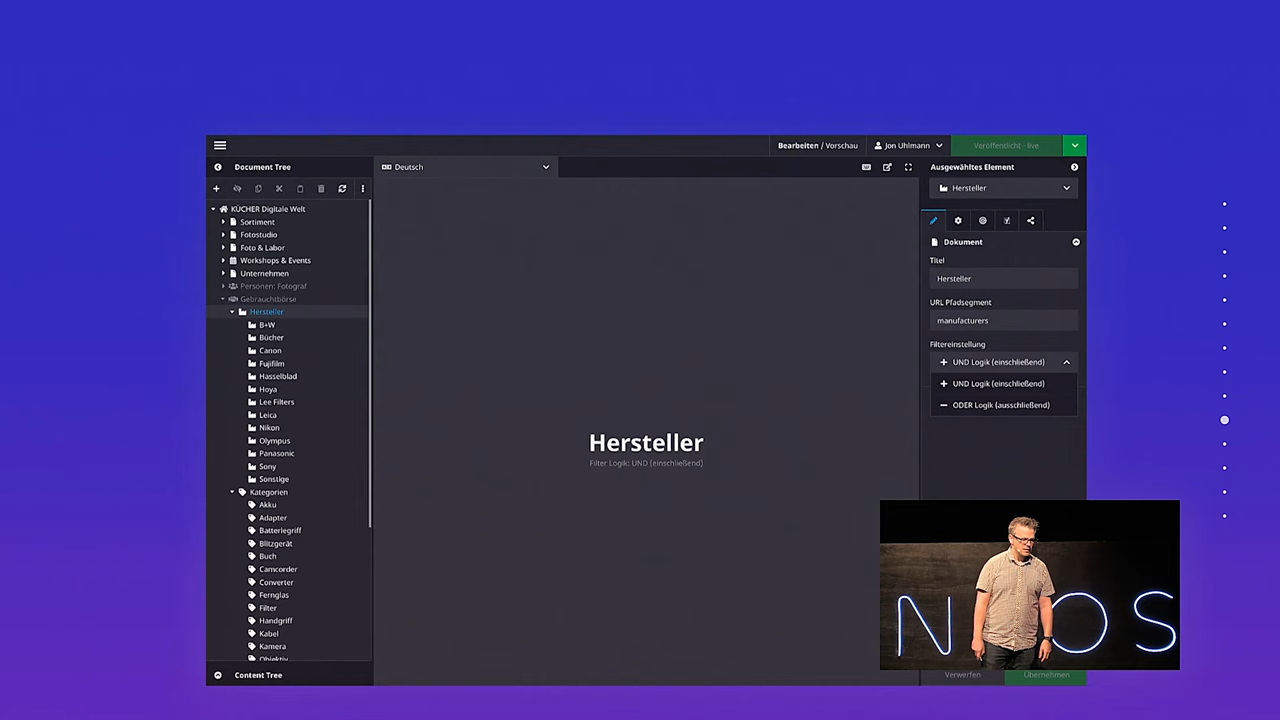 Bearbeiten / Vorschau
Jon Uhlmann
Veröffentlicht - live
Document Tree
Deutsch
Ausgewähltes Element
Hersteller
KÜCHER Digitale Welt
Sortiment
Fotostudio
Foto & Labor
Workshops & Events
Unternehmen
Personen: Fotograf
Gebrauchtbörse
Hersteller
B+W
Bücher
Canon
Fujifilm
Hasselblad
Hoya
Lee Filters
Leica
Nikon
Olympus
Panasonic
Sony
Sonstige
Kategorien
Akku
Adapter
Batteriegriff
Blitzgerät
Buch
Camcorder
Converter
Fernglas
Filter
Handgriff
Kabel
Kamera
Objektiv
Content Tree
Hersteller
Filter Logik: UND (einschließend)
Dokument
Titel
Hersteller
URL Pfadsegment
manufacturers
Filtereinstellung
UND Logik (einschließend)
UND Logik (einschließend)
ODER Logik (ausschließend)
N OS
Verwerfen
Übernehmen